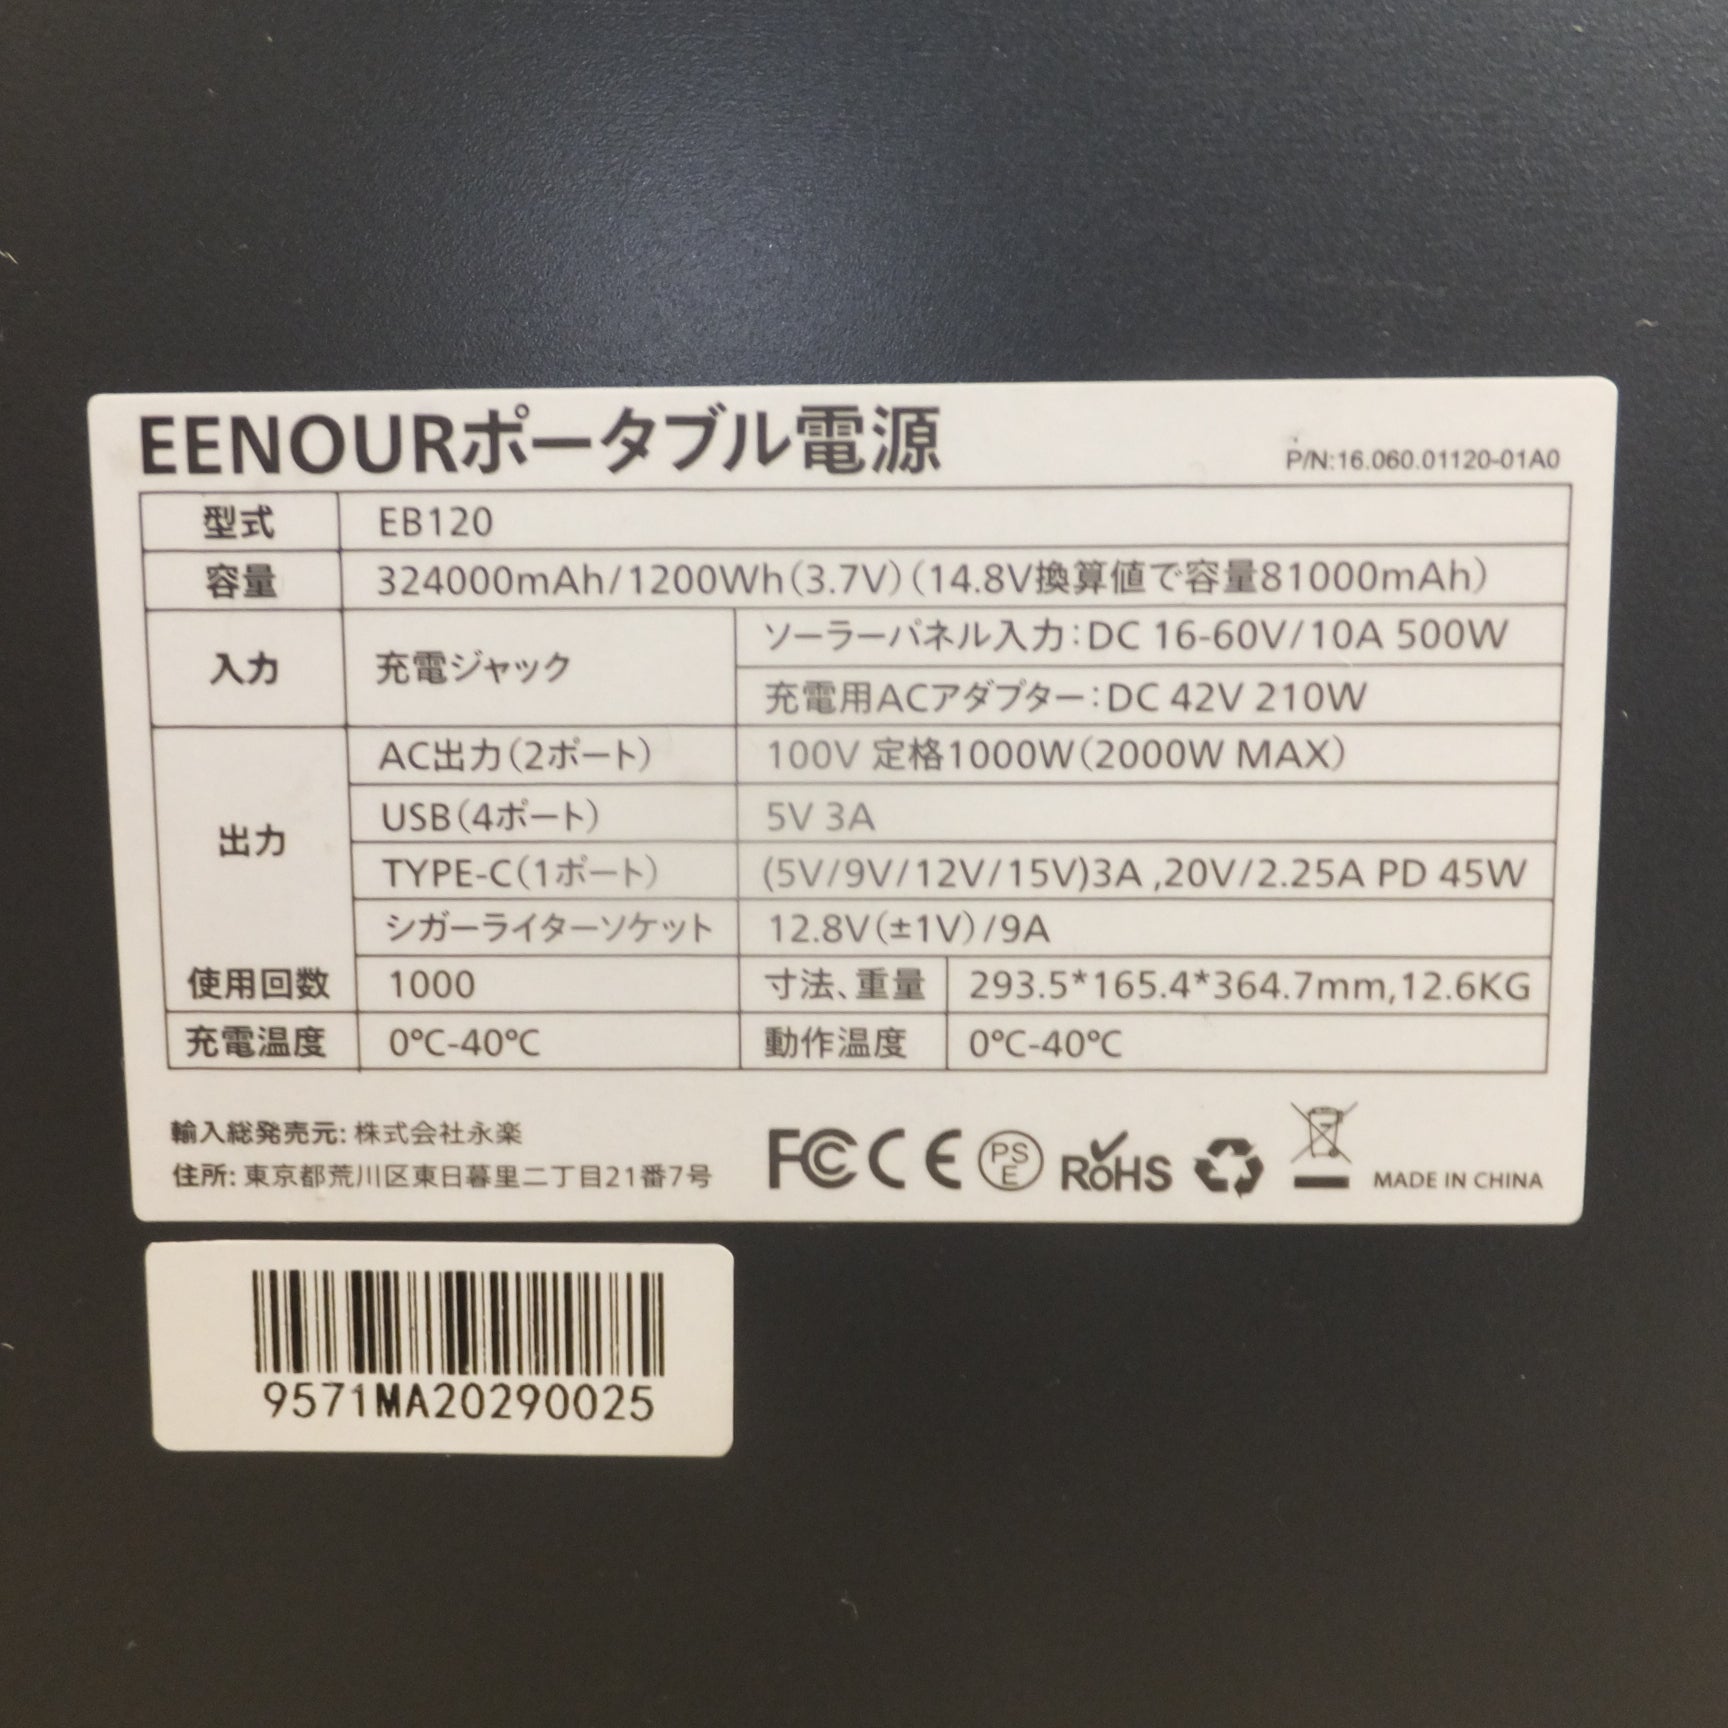 EENOURポータブル電源
P/N:16.060.01120-01A0
型式 EB120
容量 324000mAh/1200Wh(3.7V)(14.8V換算値で容量81000mAh)
入力 充電ジャック ソーラーパネル入力:DC 16-60V/10A 500W
充電用ACアダプター:DC 42V 210W
出力 AC出力(2ポート) 100V 定格1000W(2000W MAX)
USB(4ポート) 5V 3A
TYPE-C(1ポート) (5V/9V/12V/15V)3A ,20V/2.25A PD 45W
シガーライターソケット 12.8V(±1V)/9A
使用回数 1000 寸法、重量 293.5*165.4*364.7mm,12.6KG
充電温度 0℃-40℃ 動作温度 0℃-40℃
輸入総発売元: 株式会社永楽
住所: 東京都荒川区東日暮里二丁目21番7号
FCC CE PSE RoHS MADE IN CHINA
9571MA20290025